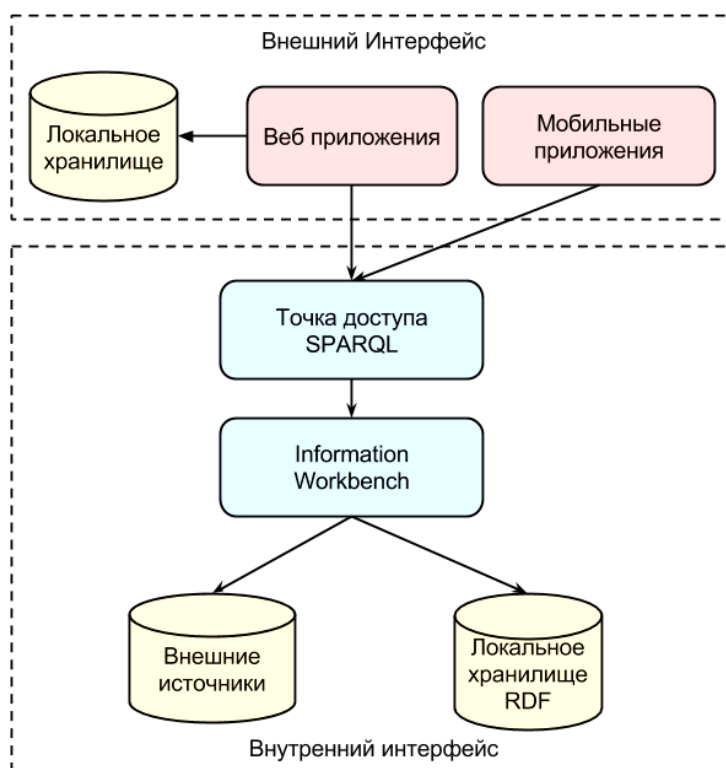 Внешний Интерфейс
Локальное
хранилище
Веб приложения
Мобильные
приложения
Точка доступа
SPARQL
Information
Workbench
Внешние
источники
Локальное
хранилище
RDF
Внутренний интерфейс